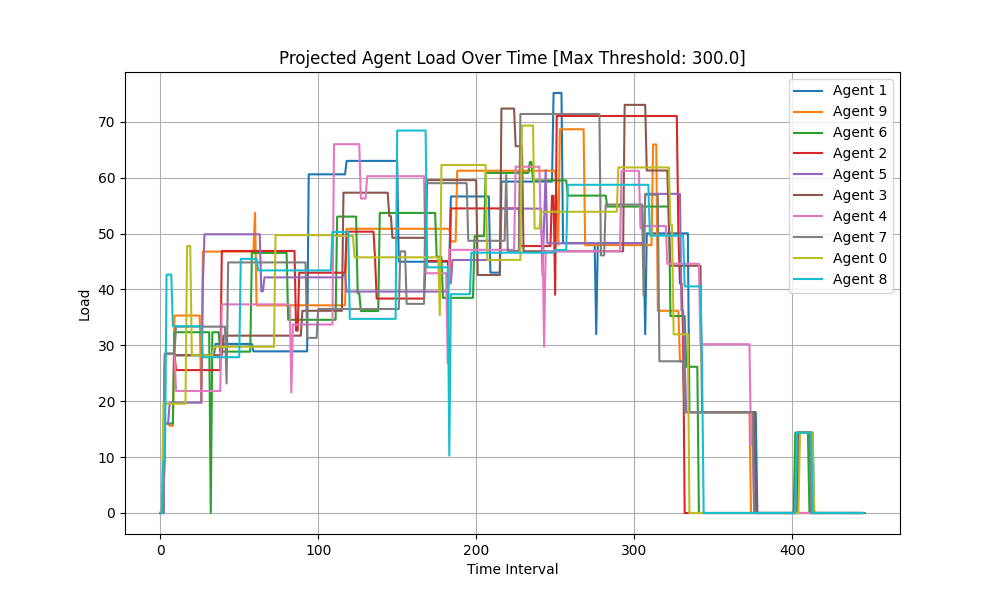 Projected Agent Load Over Time [Max Threshold: 300.0]
Load
70
60
50
40
30
20
10
0
0 100 200 300 400
Time Interval
Agent 1
Agent 9
Agent 6
Agent 2
Agent 5
Agent 3
Agent 4
Agent 7
Agent 0
Agent 8